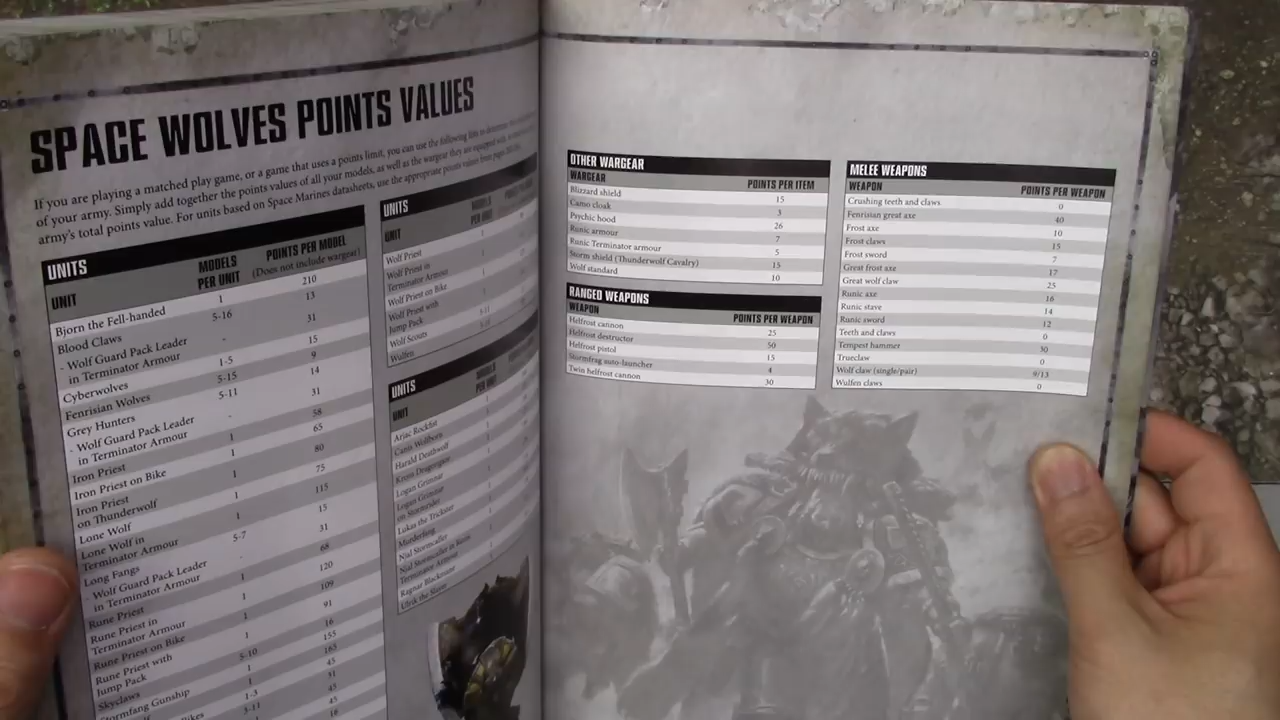 SPACE WOLVES POINTS VALUES
If you are playing a matched play game, or a game that uses a points limit, you can use the following lists to determine
of your army. Simply add together the points values of all your models, as well as the wargear they are equipped with, to
army's total points value. For units based on Space Marines datasheets, use the appropriate points values from pages
UNITS
UNIT MODELS PER UNIT POINTS PER MODEL (Does not include wargear)
Bjorn the Fell-handed 1 210
Blood Claws 5-16 13
- Wolf Guard Pack Leader in Terminator Armour - 31
Cyberwolves 1-5 15
Fenrisian Wolves 5-15 9
Grey Hunters 5-11 14
- Wolf Guard Pack Leader in Terminator Armour - 31
Iron Priest 1 58
Iron Priest on Bike 1 65
Iron Priest on Thunderwolf 1 80
Lone Wolf 1 75
Lone Wolf in Terminator Armour 1 115
Long Fangs 5-7 15
- Wolf Guard Pack Leader in Terminator Armour - 31
Rune Priest 1 68
Rune Priest in Terminator Armour 1 120
Rune Priest on Bike 1 109
Rune Priest with Jump Pack 1 91
Skyclaws 5-10 16
Stormfang Gunship 1 155
UNITS
UNIT MODELS PER UNIT
Wolf Priest 1
Wolf Priest in Terminator Armour 1
Wolf Priest on Bike 1
Wolf Priest with Jump Pack 1
Wolf Scouts
Wulfen
UNITS
UNIT MODELS PER UNIT
Arjac Rockfist
Canis Wolfborn
Harald Deathwolf
Krom Dragongaze
Logan Grimnar
Logan Grimnar on Stormrider
Lukas the Trickster
Murderfang
Njal Stormcaller
Njal Stormcaller in Runic Terminator Armour
Ragnar Blackmane
Ulrik the Slayer
OTHER WARGEAR
WARGEAR POINTS PER ITEM
Blizzard shield 15
Camo cloak 3
Psychic hood 26
Runic armour 7
Runic Terminator armour 5
Storm shield (Thunderwolf Cavalry) 15
Wolf standard 10
RANGED WEAPONS
WEAPON POINTS PER WEAPON
Helfrost cannon 25
Helfrost destructor 50
Helfrost pistol 15
Stormfrag auto-launcher 4
Twin helfrost cannon 30
MELEE WEAPONS
WEAPON POINTS PER WEAPON
Crushing teeth and claws 0
Fenrisian great axe 40
Frost axe 10
Frost claws 15
Frost sword 7
Great frost axe 17
Great wolf claw 25
Runic axe 16
Runic stave 14
Runic sword 12
Teeth and claws 0
Tempest hammer 30
Trueclaw 0
Wolf claw (single/pair) 9/13
Wulfen claws 0